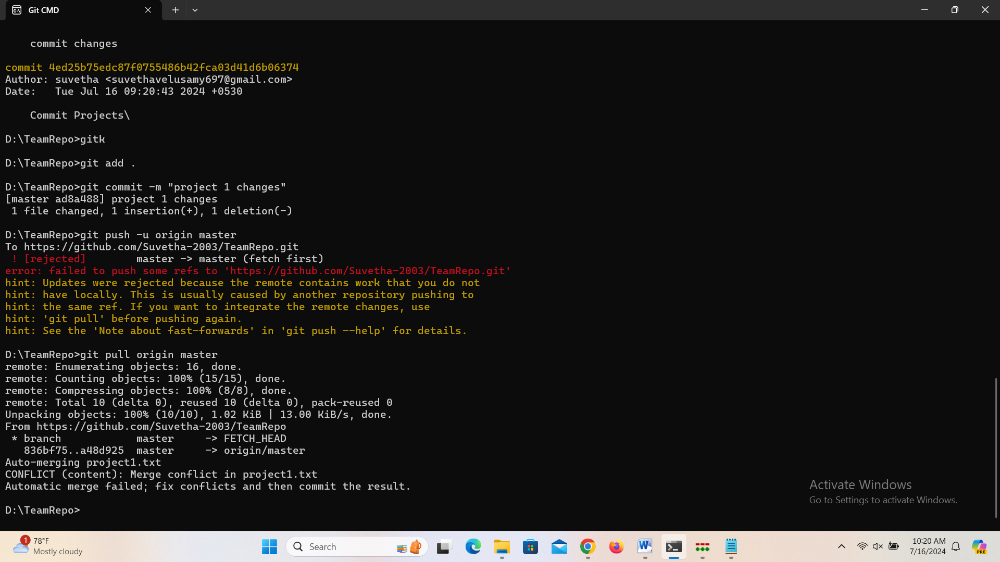 Git CMD
commit changes
commit 4ed25b75edc87f0755486b42fca03d41d6b06374
Author: suvetha <suvethavelusamy697@gmail.com>
Date:   Tue Jul 16 09:20:43 2024 +0530
Commit Projects\
D:\TeamRepo>gitk
D:\TeamRepo>git add .
D:\TeamRepo>git commit -m "project 1 changes"
[master ad8a488] project 1 changes
 1 file changed, 1 insertion(+), 1 deletion(-)
D:\TeamRepo>git push -u origin master
To https://github.com/Suvetha-2003/TeamRepo.git
 ! [rejected]        master -> master (fetch first)
error: failed to push some refs to 'https://github.com/Suvetha-2003/TeamRepo.git'
hint: Updates were rejected because the remote contains work that you do not
hint: have locally. This is usually caused by another repository pushing to
hint: the same ref. If you want to integrate the remote changes, use
hint: 'git pull' before pushing again.
hint: See the 'Note about fast-forwards' in 'git push --help' for details.
D:\TeamRepo>git pull origin master
remote: Enumerating objects: 16, done.
remote: Counting objects: 100% (15/15), done.
remote: Compressing objects: 100% (8/8), done.
remote: Total 10 (delta 0), reused 10 (delta 0), pack-reused 0
Unpacking objects: 100% (10/10), 1.02 KiB | 13.00 KiB/s, done.
From https://github.com/Suvetha-2003/TeamRepo
 * branch            master     -> FETCH_HEAD
   836bf75..a48d925  master     -> origin/master
Auto-merging project1.txt
CONFLICT (content): Merge conflict in project1.txt
Automatic merge failed; fix conflicts and then commit the result.
D:\TeamRepo>
Activate Windows
Go to Settings to activate Windows.
1
78°F
Mostly cloudy
Search
W
PRE
10:20 AM
7/16/2024